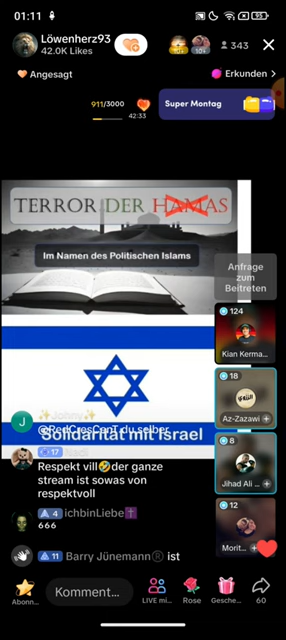 01:11
95
Löwenherz93
42.0K Likes
343
Angesagt
Erkunden >
911/3000
42:33
Super Montag
TERROR DER HAMAS
Im Namen des Politischen Islams
Anfrage
zum
Beitreten
124
Kian Kerma...
18
Az-Zazawi
8
Jihad Ali ...
12
Morit...
Solidarität mit Israel
J
@RedCresCenT du selber
17
Respekt vill🤣der ganze
stream ist sowas von
respektvoll
4 ichbinLiebe✝️
666
11 Barry Jünemann® ist
Abonn...
Komment...
LIVE mi...
Rose
Gesche...
60